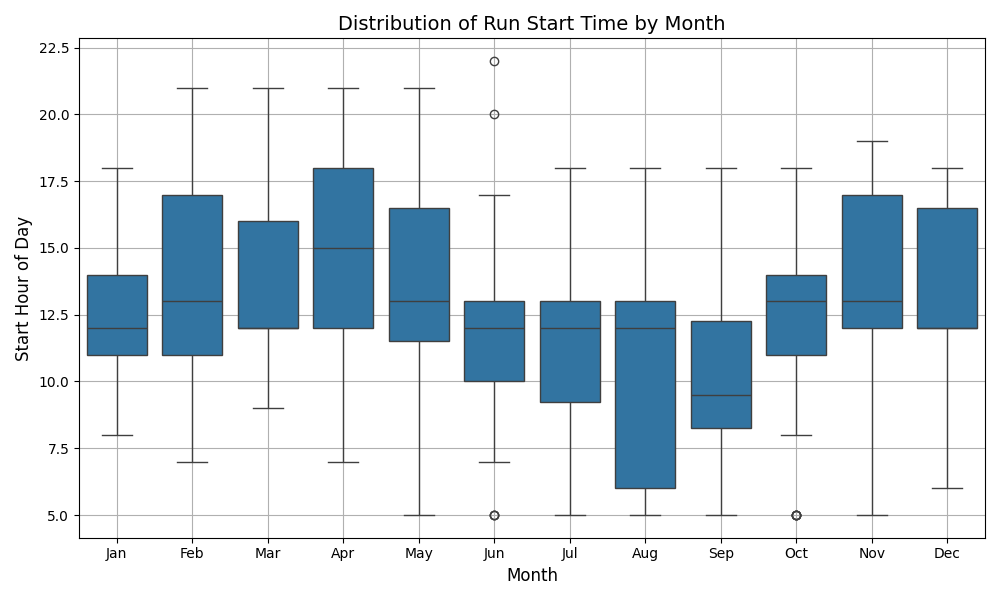 Distribution of Run Start Time by Month
Start Hour of Day
22.5
20.0
17.5
15.0
12.5
10.0
7.5
5.0
Jan Feb Mar Apr May Jun Jul Aug Sep Oct Nov Dec
Month